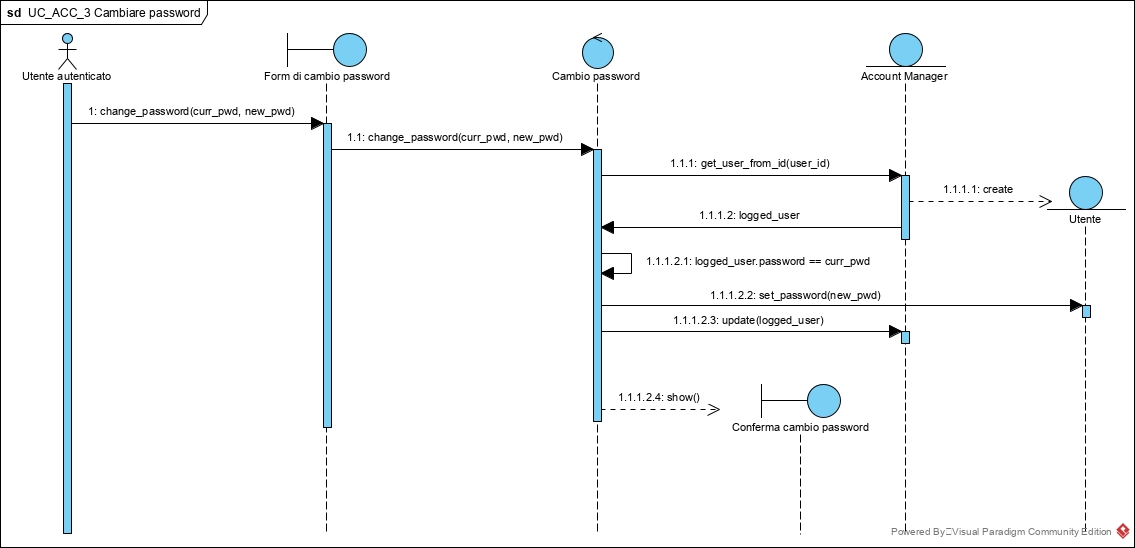 sd UC_ACC_3 Cambiare password
Utente autenticato
Form di cambio password
Cambio password
Account Manager
1: change_password(curr_pwd, new_pwd)
1.1: change_password(curr_pwd, new_pwd)
1.1.1: get_user_from_id(user_id)
1.1.1.1: create
Utente
1.1.1.2: logged_user
1.1.1.2.1: logged_user.password == curr_pwd
1.1.1.2.2: set_password(new_pwd)
1.1.1.2.3: update(logged_user)
1.1.1.2.4: show()
Conferma cambio password
Powered By Visual Paradigm Community Edition